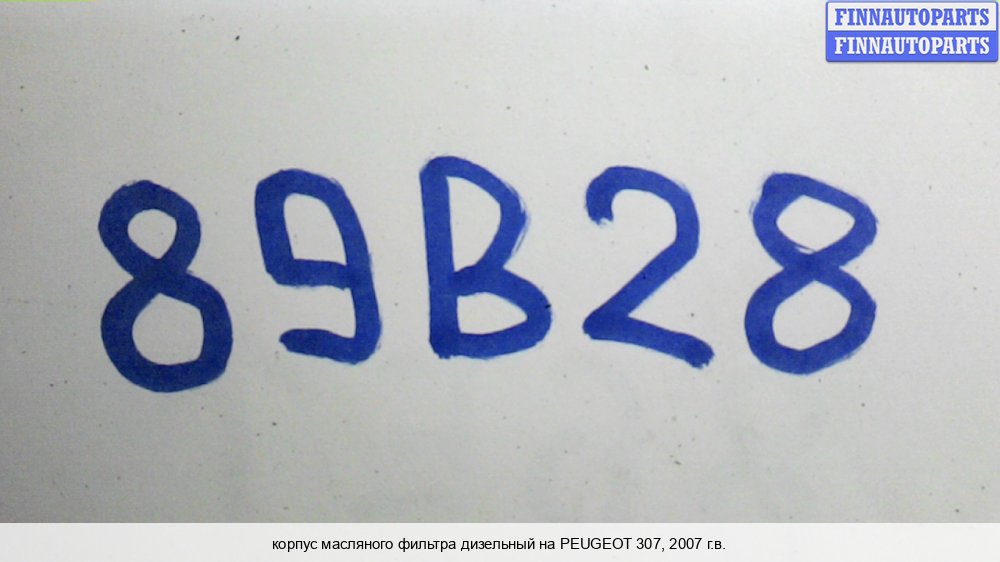 FINNAUTOPARTS
FINNAUTOPARTS
89B28
корпус масляного фильтра дизельный на PEUGEOT 307, 2007 г.в.